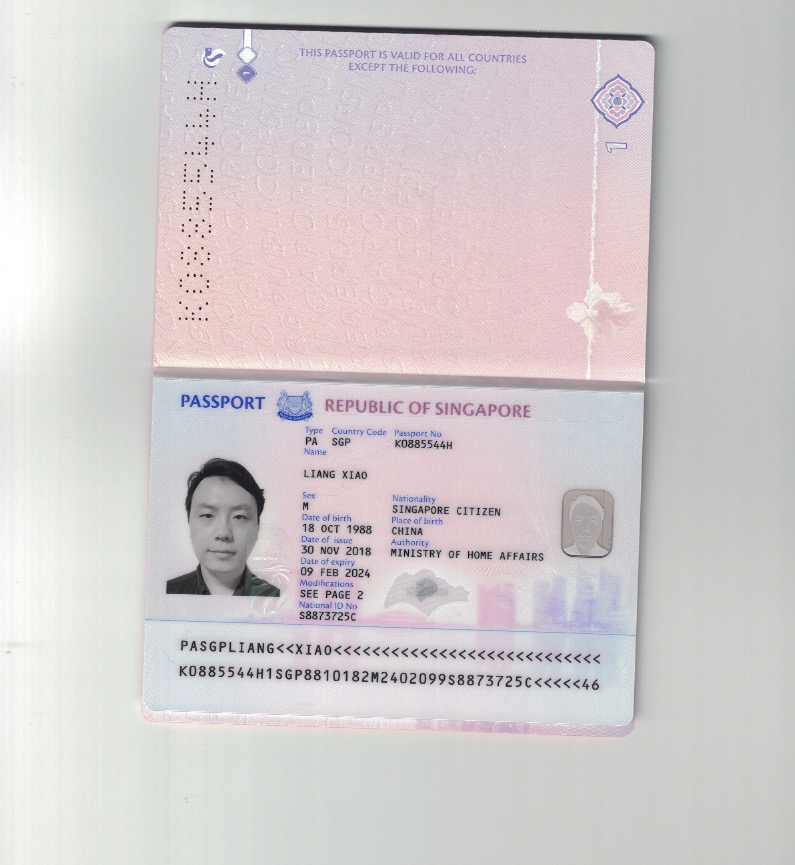 THIS PASSPORT IS VALID FOR ALL COUNTRIES
EXCEPT THE FOLLOWING:
1
1
K0885544H
PASSPORT REPUBLIC OF SINGAPORE
Type Country Code Passport No
PA SGP K0885544H
Name
LIANG XIAO
Sex
M
Nationality
SINGAPORE CITIZEN
Date of birth
18 OCT 1988
Place of birth
CHINA
Date of issue
30 NOV 2018
Authority
MINISTRY OF HOME AFFAIRS
Date of expiry
09 FEB 2024
Modifications
SEE PAGE 2
National ID No
S8873725C
PASGPLIANG<<XIAO<<<<<<<<<<<<<<<<<<<<<<<<<<<<
K0885544H1SGP8810182M2402099S8873725C<<<<<46